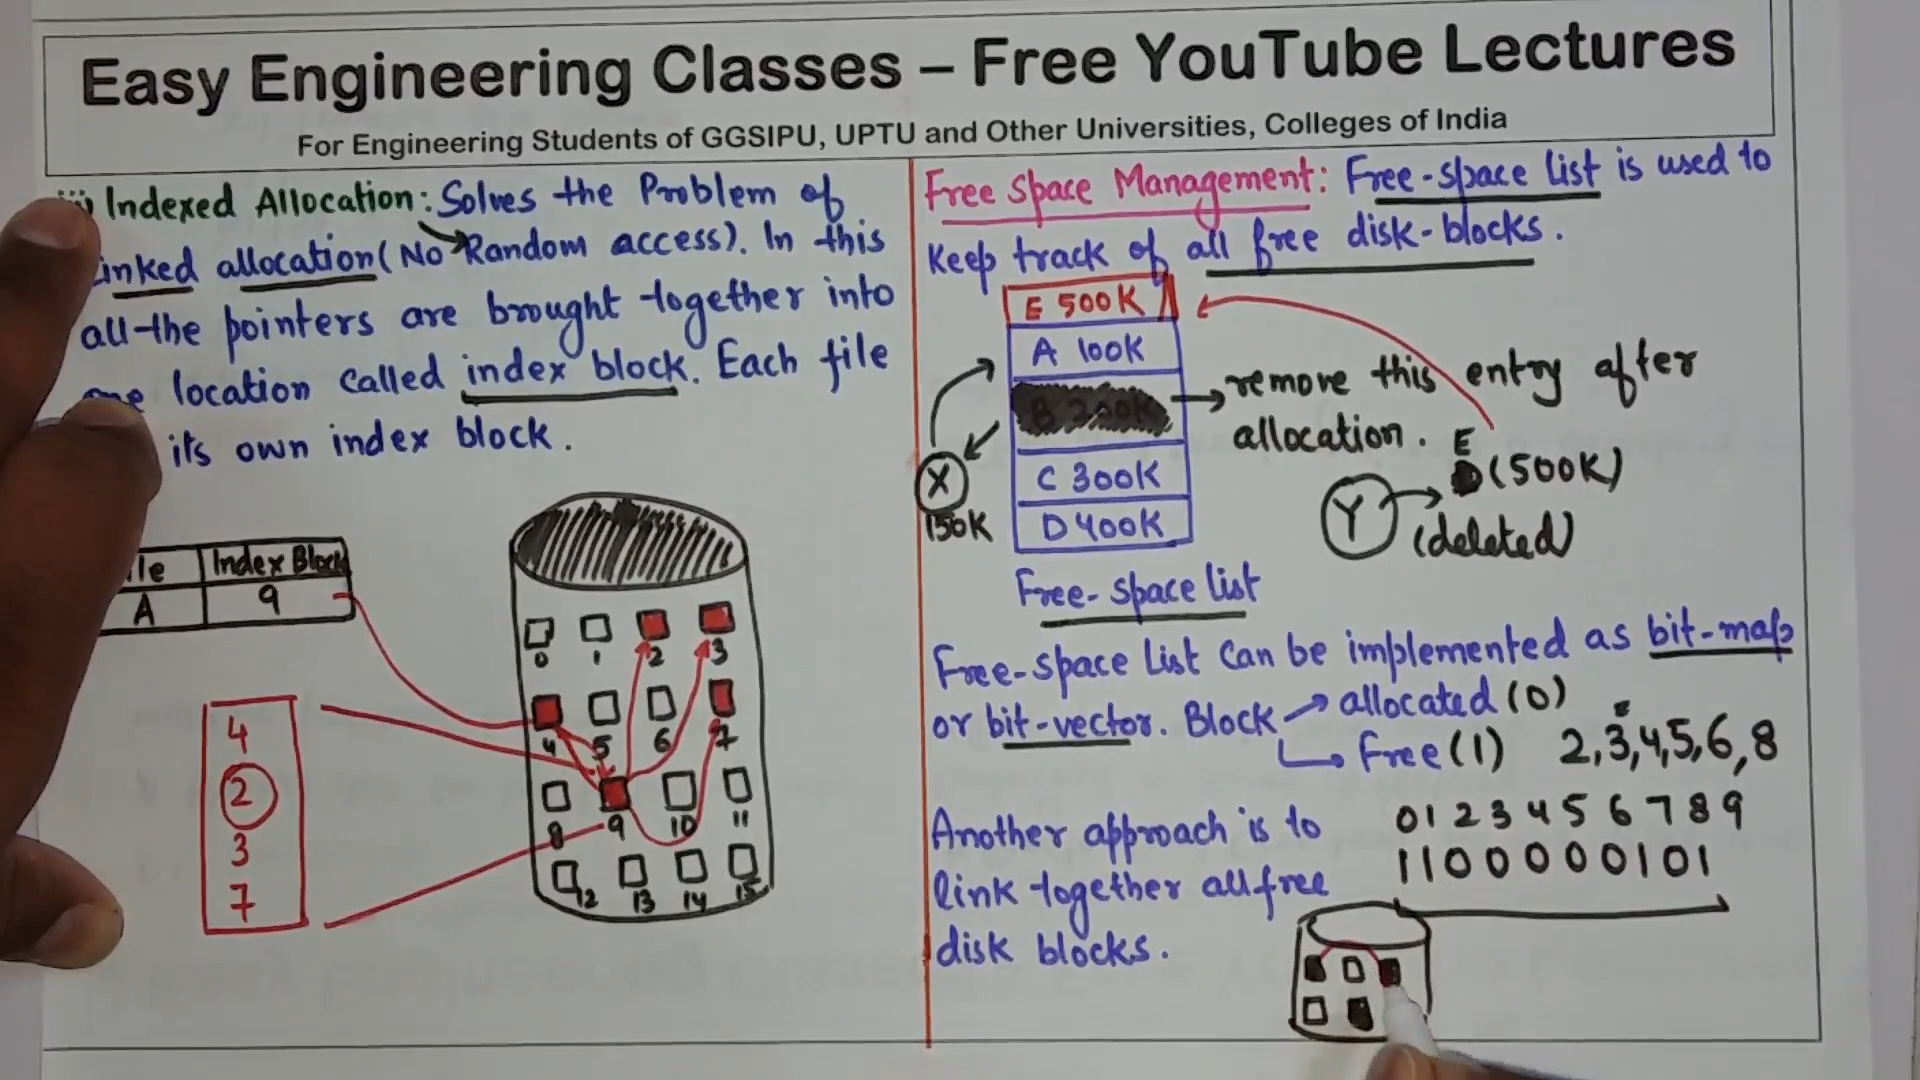 Easy Engineering Classes – Free YouTube Lectures
For Engineering Students of GGSIPU, UPTU and Other Universities, Colleges of India
Indexed Allocation: Solves the Problem of
inked allocation (No Random access). In this
all-the pointers are brought together into
location called index block. Each file
its own index block.
ile Index Block
A 9
4
2
3
7
0 1 2 3
4 5 6 7
8 9 10 11
12 13 14 15
Free Space Management: Free-space list is used to
Keep track of all free disk-blocks.
E 500K
A 100K
B 200K
C 300K
D 400K
X
150K
remove this entry after
allocation.
E
(500K)
Y
(deleted)
Free-space list
Free-space List Can be implemented as bit-map
or bit-vector. Block allocated (0)
Free (1) 2,3,4,5,6,8
Another approach is to
link together all free
disk blocks.
0 1 2 3 4 5 6 7 8 9
1 1 0 0 0 0 0 1 0 1